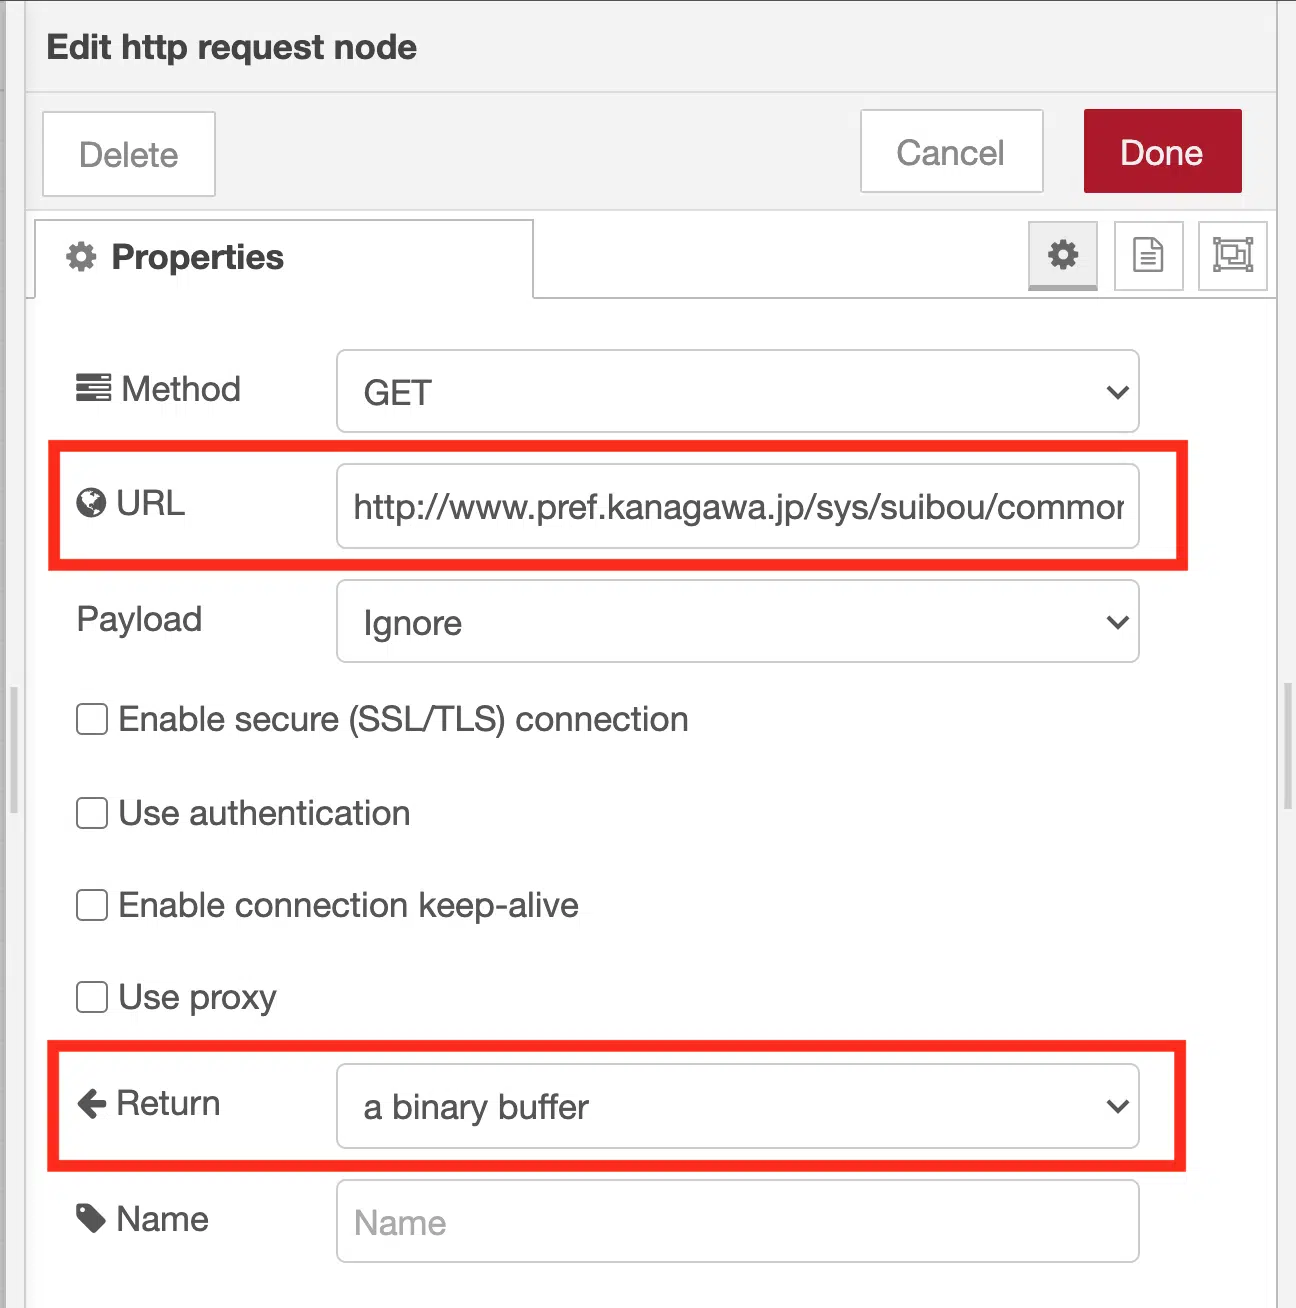 Edit http request node
Delete
Cancel
Done
Properties
Method
GET
URL
http://www.pref.kanagawa.jp/sys/suibou/common
Payload
Ignore
Enable secure (SSL/TLS) connection
Use authentication
Enable connection keep-alive
Use proxy
Return
a binary buffer
Name
Name